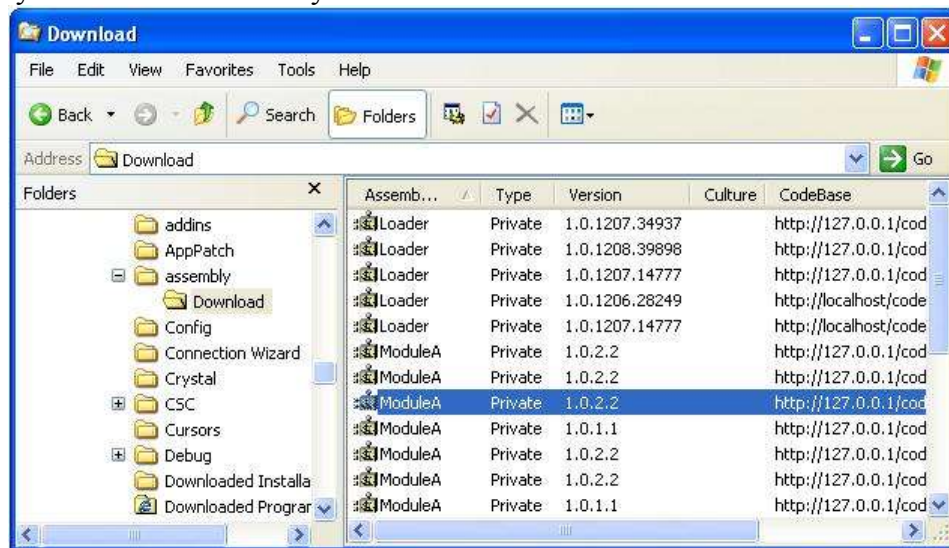 Download
File Edit View Favorites Tools Help
Back Search Folders
Address Download Go
Folders
addins
AppPatch
assembly
Download
Config
Connection Wizard
Crystal
CSC
Cursors
Debug
Downloaded Installa
Downloaded Prograr
Assemb... Type Version Culture CodeBase
Loader Private 1.0.1207.34937 http://127.0.0.1/cod
Loader Private 1.0.1208.39898 http://127.0.0.1/cod
Loader Private 1.0.1207.14777 http://127.0.0.1/cod
Loader Private 1.0.1206.28249 http://localhost/code
Loader Private 1.0.1207.14777 http://localhost/code
ModuleA Private 1.0.2.2 http://127.0.0.1/cod
ModuleA Private 1.0.2.2 http://127.0.0.1/cod
ModuleA Private 1.0.2.2 http://127.0.0.1/cod
ModuleA Private 1.0.1.1 http://127.0.0.1/cod
ModuleA Private 1.0.2.2 http://127.0.0.1/cod
ModuleA Private 1.0.2.2 http://127.0.0.1/cod
ModuleA Private 1.0.1.1 http://127.0.0.1/cod